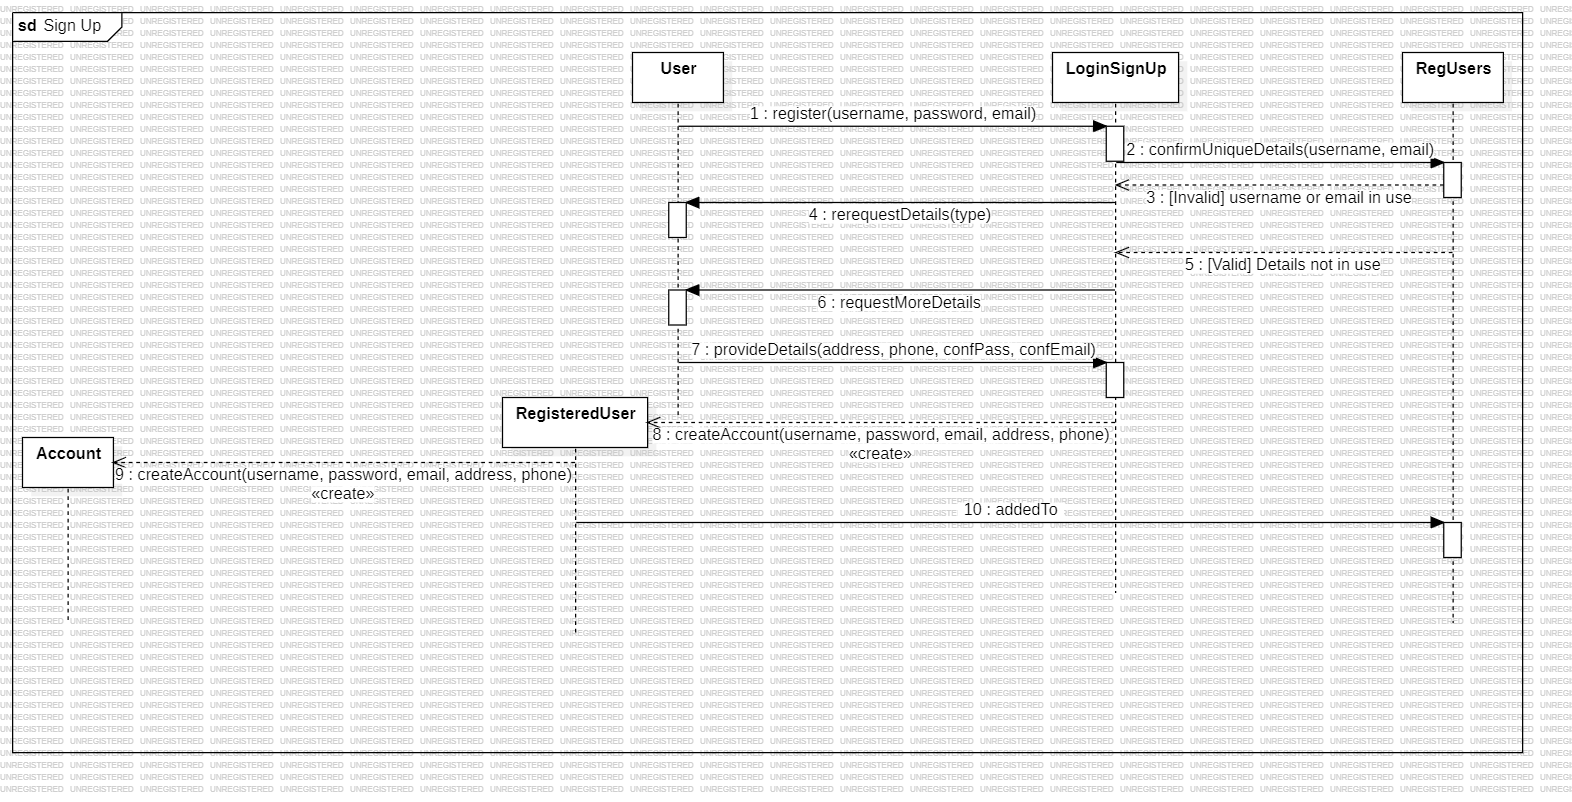 sd Sign Up
User
LoginSignUp
RegUsers
1 : register(username, password, email)
2 : confirmUniqueDetails(username, email)
3 : [Invalid] username or email in use
4 : rerequestDetails(type)
5 : [Valid] Details not in use
6 : requestMoreDetails
7 : provideDetails(address, phone, confPass, confEmail)
RegisteredUser
8 : createAccount(username, password, email, address, phone)
«create»
Account
9 : createAccount(username, password, email, address, phone)
«create»
10 : addedTo
UNREGISTERED